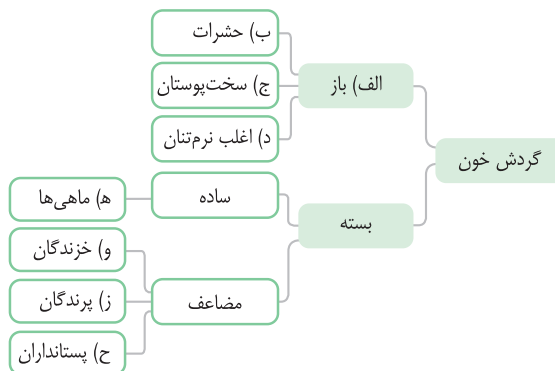 گردش خون
الف) باز
ب) حشرات
ج) سخت‌پوستان
د) اغلب نرم‌تنان
بسته
ساده
ه‍) ماهی‌ها
مضاعف
و) خزندگان
ز) پرندگان
ح) پستانداران